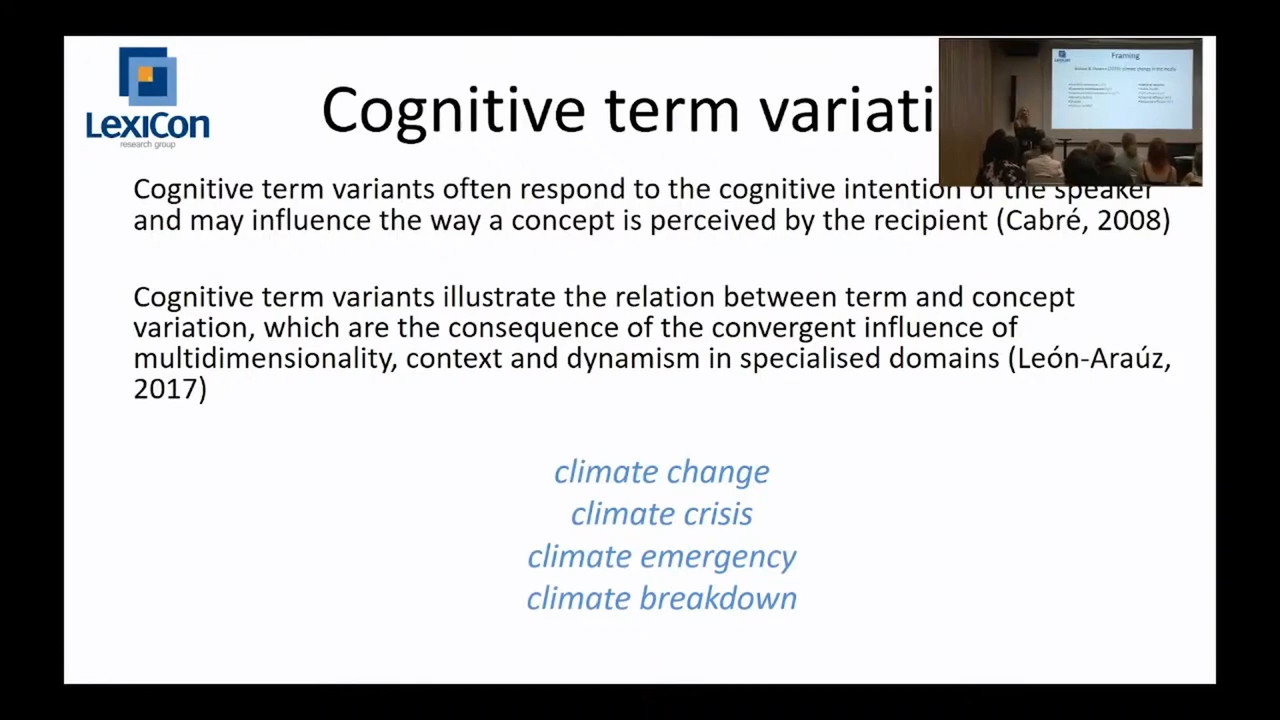 LexiCon
research group
Cognitive term variati
Framing
Cognitive term variants often respond to the cognitive intention of the speaker
and may influence the way a concept is perceived by the recipient (Cabré, 2008)
Cognitive term variants illustrate the relation between term and concept
variation, which are the consequence of the convergent influence of
multidimensionality, context and dynamism in specialised domains (León-Araúz,
2017)
climate change
climate crisis
climate emergency
climate breakdown